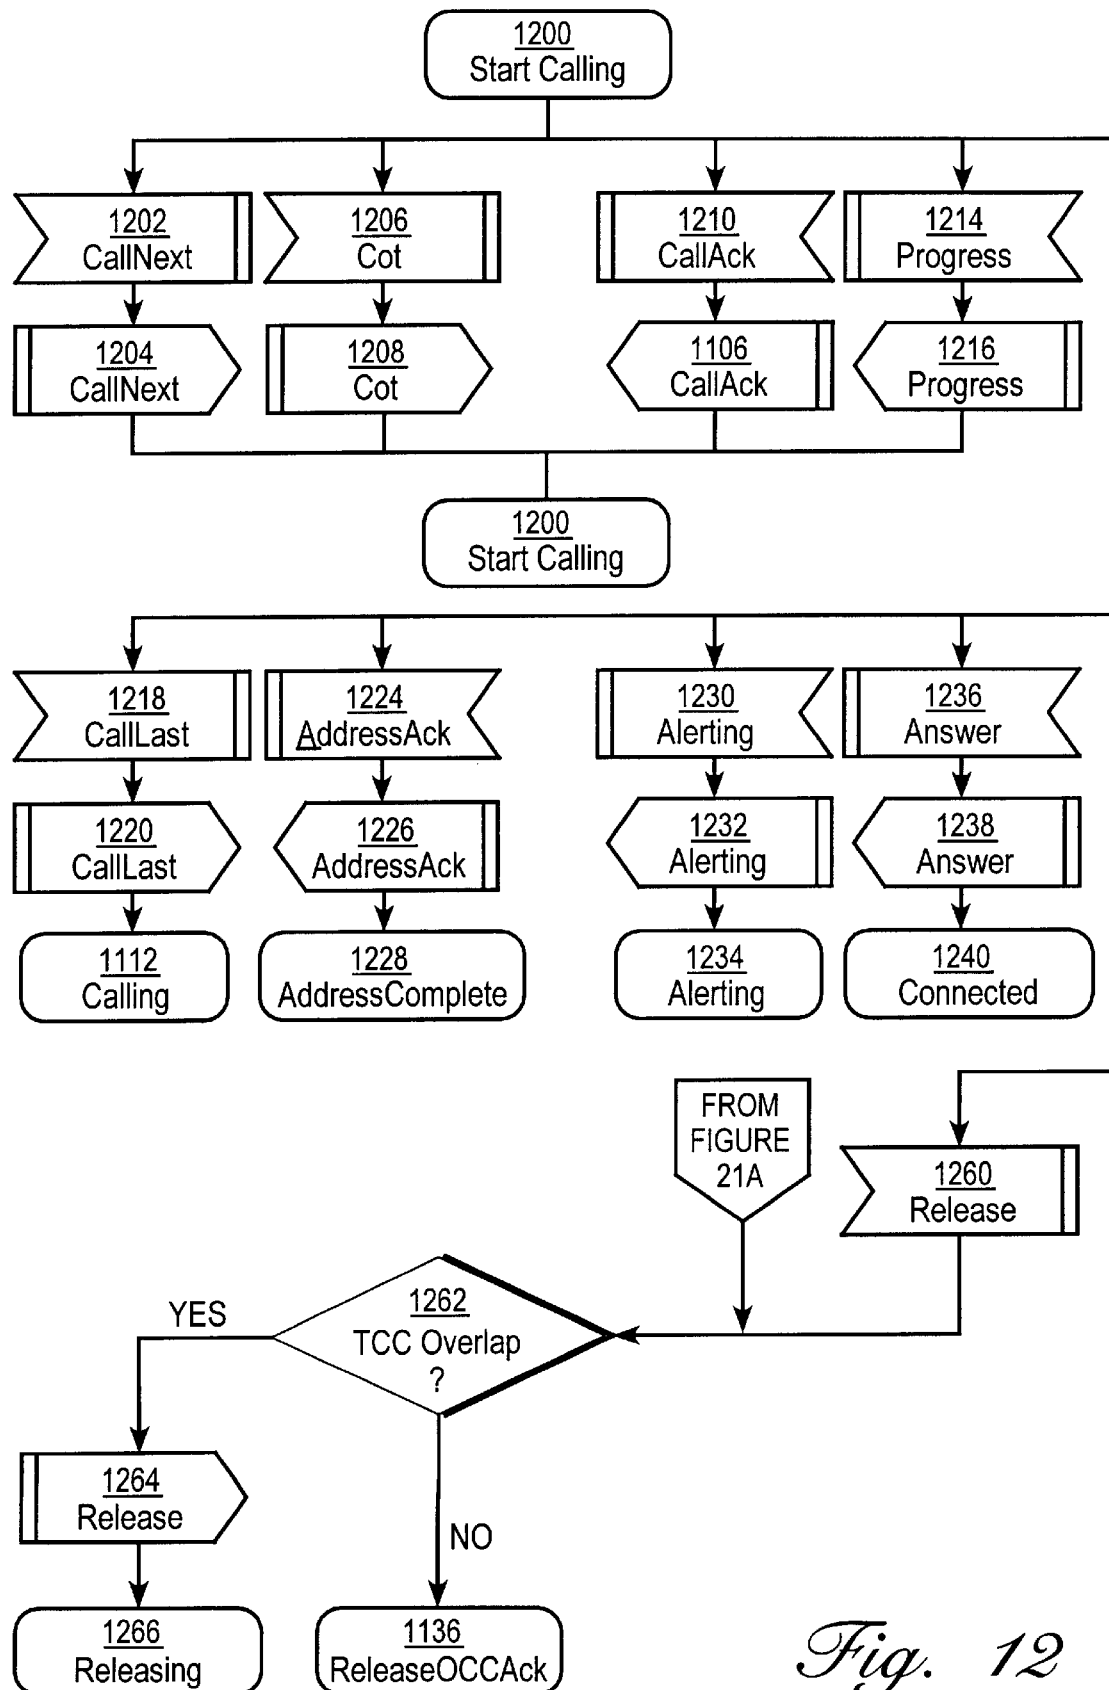 1200
Start Calling
1202
CallNext
1206
Cot
1210
CallAck
1214
Progress
1204
CallNext
1208
Cot
1106
CallAck
1216
Progress
1200
Start Calling
1218
CallLast
1224
AddressAck
1230
Alerting
1236
Answer
1220
CallLast
1226
AddressAck
1232
Alerting
1238
Answer
1112
Calling
1228
AddressComplete
1234
Alerting
1240
Connected
FROM
FIGURE
21A
1260
Release
YES
1262
TCC Overlap
?
1264
Release
NO
1266
Releasing
1136
ReleaseOCCAck
Fig. 12